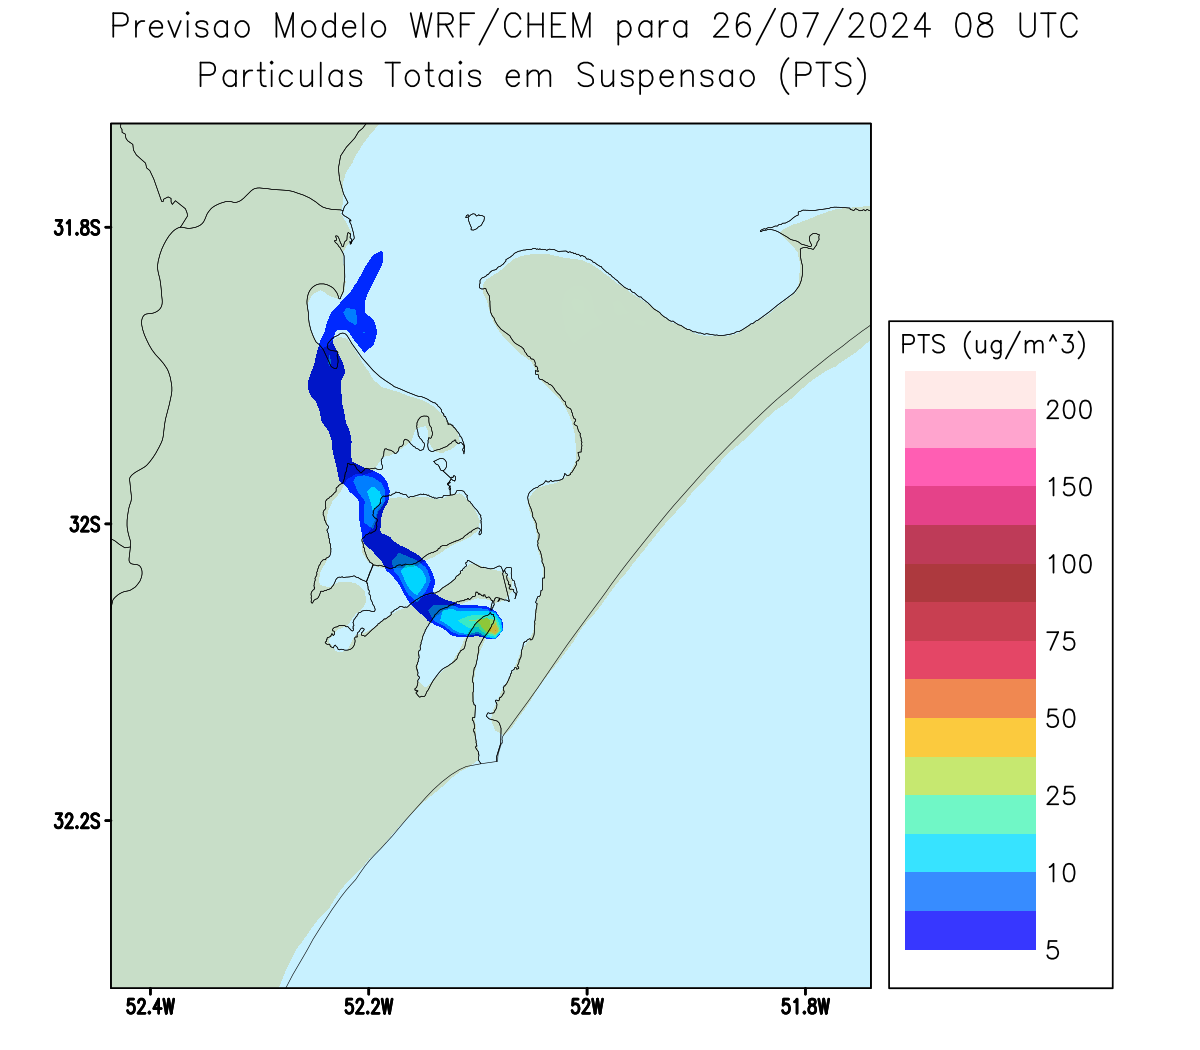 Previsao Modelo WRF/CHEM para 26/07/2024 08 UTC
Particulas Totais em Suspensao (PTS)
31.8S
32S
32.2S
52.4W
52.2W
52W
51.8W
PTS (ug/m^3)
200
150
100
75
50
25
10
5